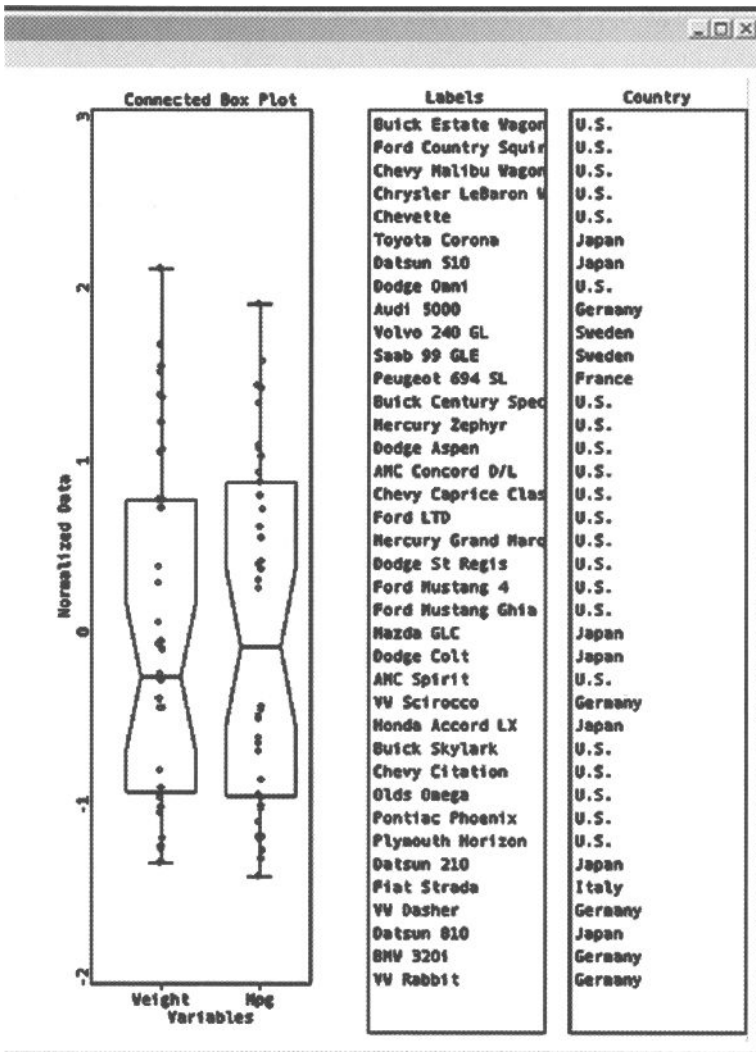 Connected Box Plot
3
2
1
0
-1
-2
Normalized Data
Weight
Mpg
Variables
Labels
Buick Estate Wagon
Ford Country Squir
Chevy Malibu Wagon
Chrysler LeBaron W
Chevette
Toyota Corona
Datsun 510
Dodge Omni
Audi 5000
Volvo 240 GL
Saab 99 GLE
Peugeot 694 SL
Buick Century Spec
Mercury Zephyr
Dodge Aspen
AMC Concord D/L
Chevy Caprice Clas
Ford LTD
Mercury Grand Marq
Dodge St Regis
Ford Mustang 4
Ford Mustang Ghia
Mazda GLC
Dodge Colt
AMC Spirit
VW Scirocco
Honda Accord LX
Buick Skylark
Chevy Citation
Olds Omega
Pontiac Phoenix
Plymouth Horizon
Datsun 210
Fiat Strada
VW Dasher
Datsun 810
BMW 320i
VW Rabbit
Country
U.S.
U.S.
U.S.
U.S.
U.S.
Japan
Japan
U.S.
Germany
Sweden
Sweden
France
U.S.
U.S.
U.S.
U.S.
U.S.
U.S.
U.S.
U.S.
U.S.
U.S.
Japan
Japan
U.S.
Germany
Japan
U.S.
U.S.
U.S.
U.S.
U.S.
Japan
Italy
Germany
Japan
Germany
Germany